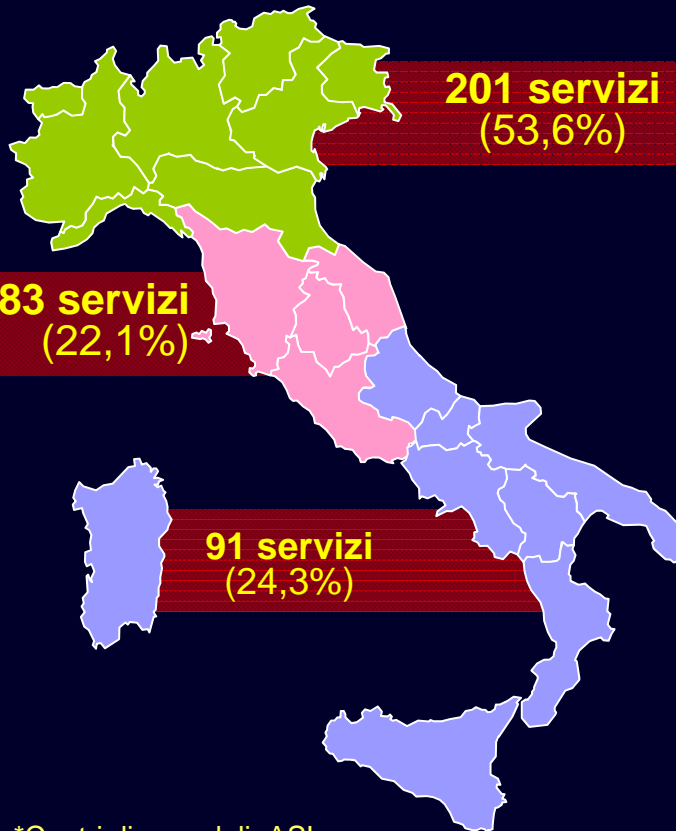 201 servizi
(53,6%)
83 servizi
(22,1%)
91 servizi
(24,3%)